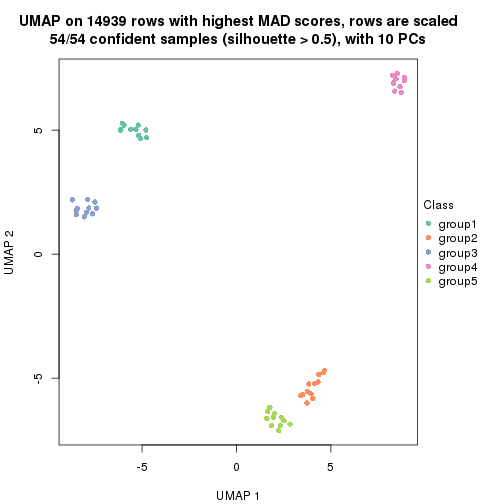 UMAP on 14939 rows with highest MAD scores, rows are scaled
54/54 confident samples (silhouette > 0.5), with 10 PCs
5
0
-5
UMAP 2
-5
0
5
UMAP 1
Class
group1
group2
group3
group4
group5